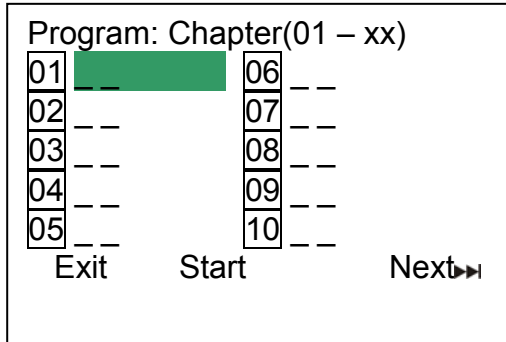 Program: Chapter(01 – xx)
01 _ _ 06 _ _
02 _ _ 07 _ _
03 _ _ 08 _ _
04 _ _ 09 _ _
05 _ _ 10 _ _
Exit Start Next⏭